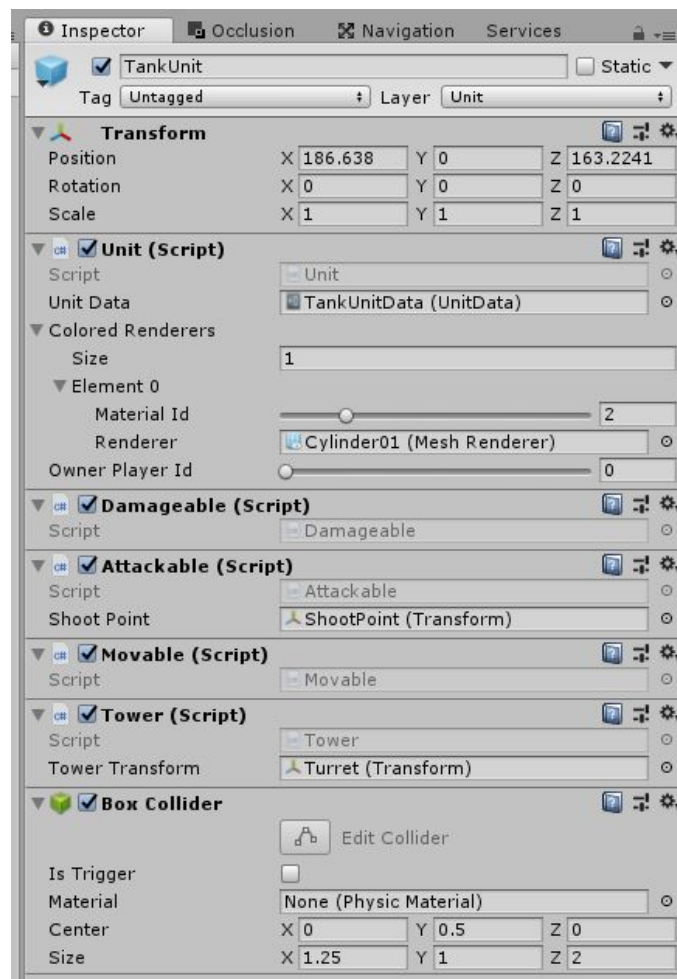 Inspector Occlusion Navigation Services
TankUnit Static
Tag Untagged Layer Unit
Transform
Position X 186.638 Y 0 Z 163.2241
Rotation X 0 Y 0 Z 0
Scale X 1 Y 1 Z 1
C# Unit (Script)
Script Unit
Unit Data TankUnitData (UnitData)
Colored Renderers
Size 1
Element 0
Material Id 2
Renderer Cylinder01 (Mesh Renderer)
Owner Player Id 0
C# Damageable (Script)
Script Damageable
C# Attackable (Script)
Script Attackable
Shoot Point ShootPoint (Transform)
C# Movable (Script)
Script Movable
C# Tower (Script)
Script Tower
Tower Transform Turret (Transform)
Box Collider
Edit Collider
Is Trigger
Material None (Physic Material)
Center X 0 Y 0.5 Z 0
Size X 1.25 Y 1 Z 2